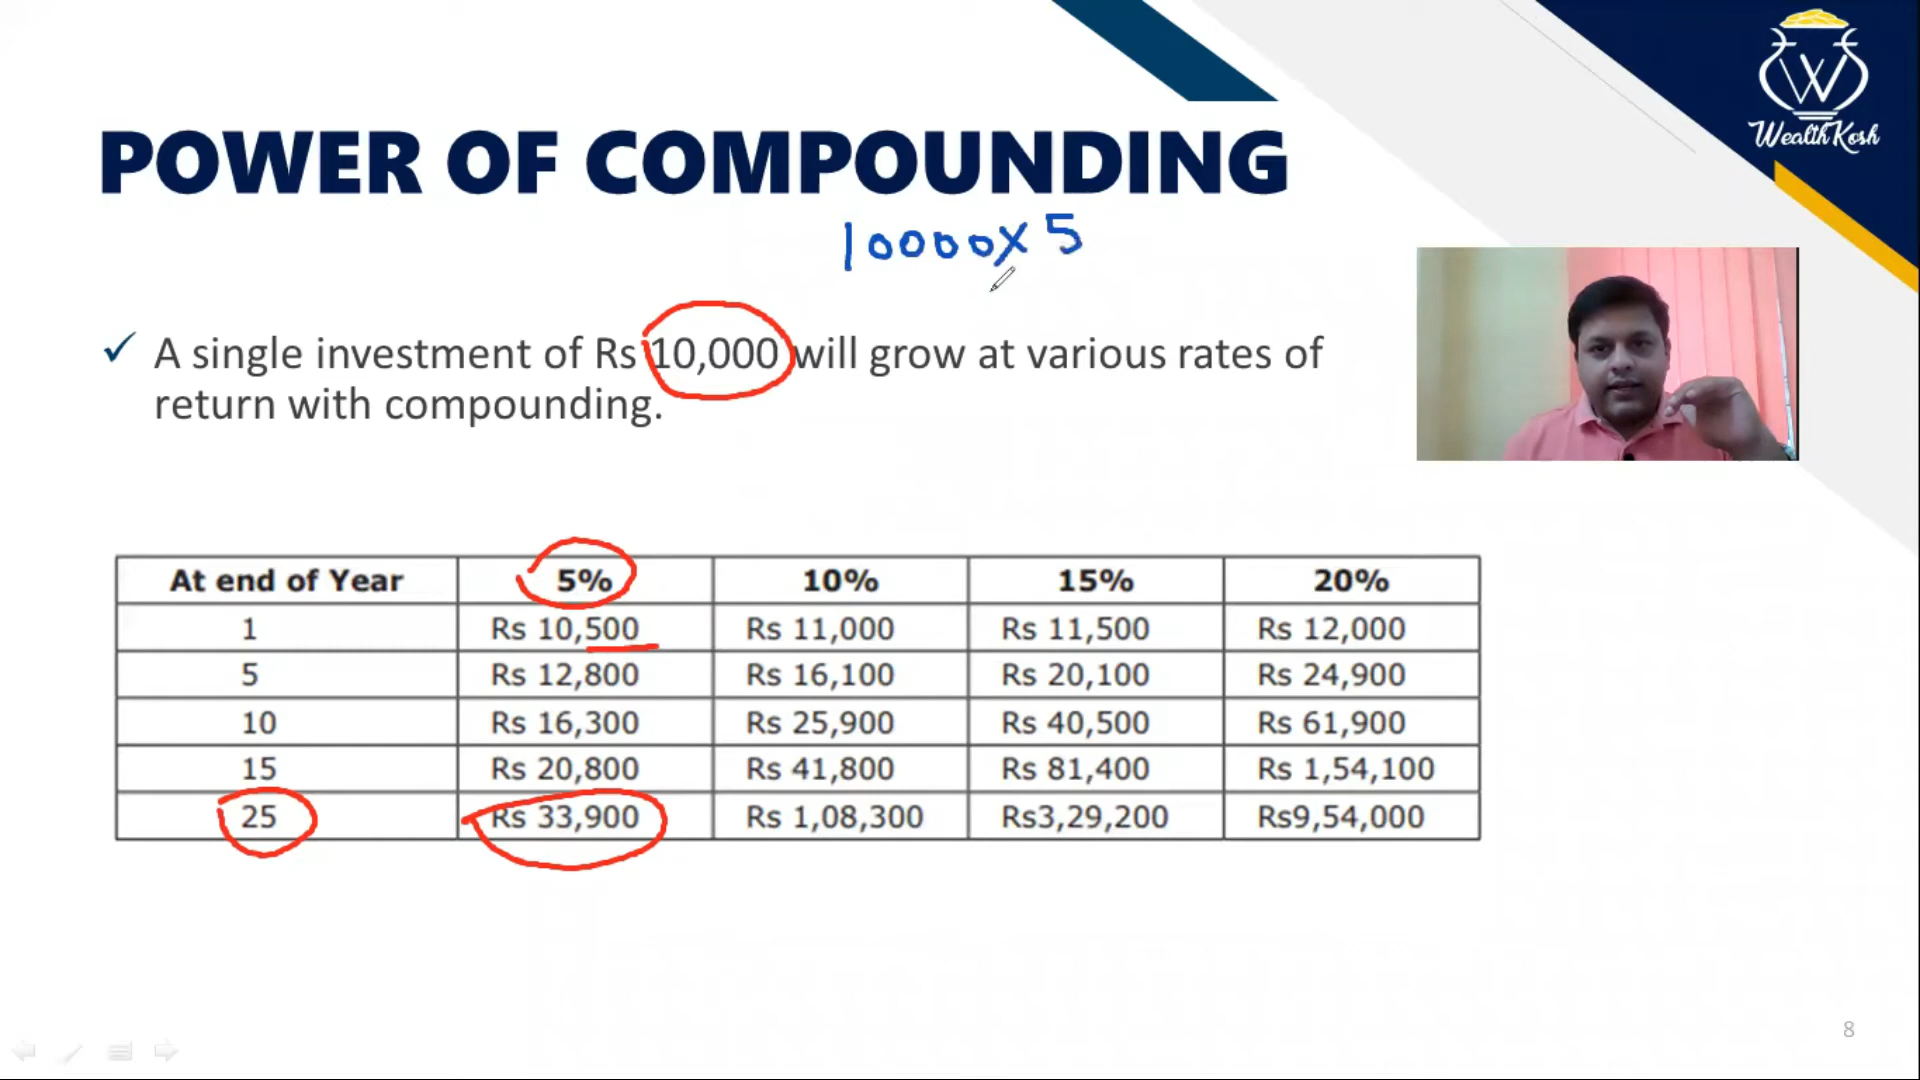 WealthKosh
POWER OF COMPOUNDING
10000x5
A single investment of Rs 10,000 will grow at various rates of
return with compounding.
At end of Year 5% 10% 15% 20%
1 Rs 10,500 Rs 11,000 Rs 11,500 Rs 12,000
5 Rs 12,800 Rs 16,100 Rs 20,100 Rs 24,900
10 Rs 16,300 Rs 25,900 Rs 40,500 Rs 61,900
15 Rs 20,800 Rs 41,800 Rs 81,400 Rs 1,54,100
25 Rs 33,900 Rs 1,08,300 Rs3,29,200 Rs9,54,000
8